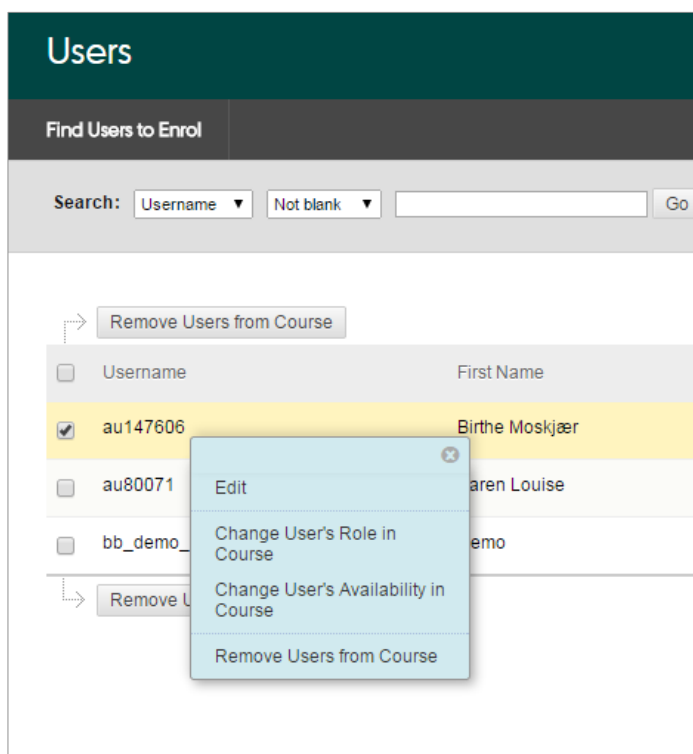 Users
Find Users to Enrol
Search: Username Not blank Go
Remove Users from Course
Username First Name
au147606 Birthe Moskjær
au80071 aren Louise
bb_demo_ emo
Edit
Change User's Role in
Course
Change User's Availability in
Course
Remove Users from Course
Remove U